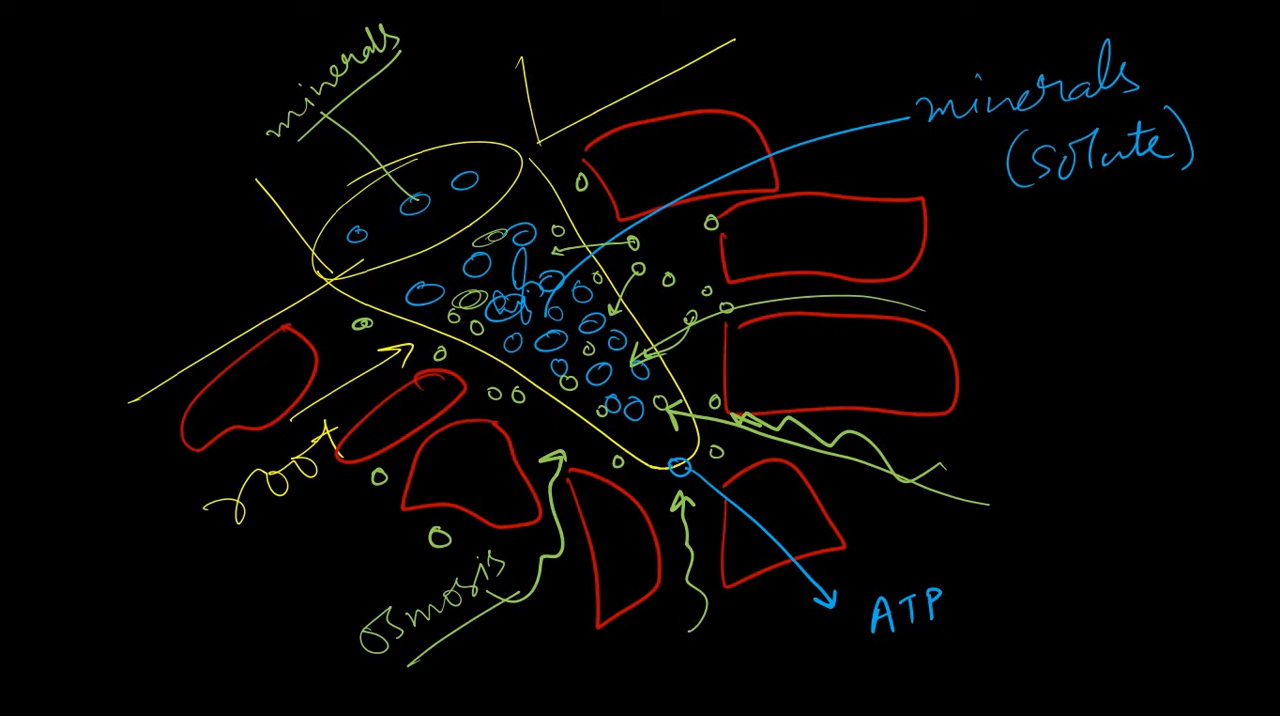 minerals
minerals
(solute)
root
osmosis
ATP